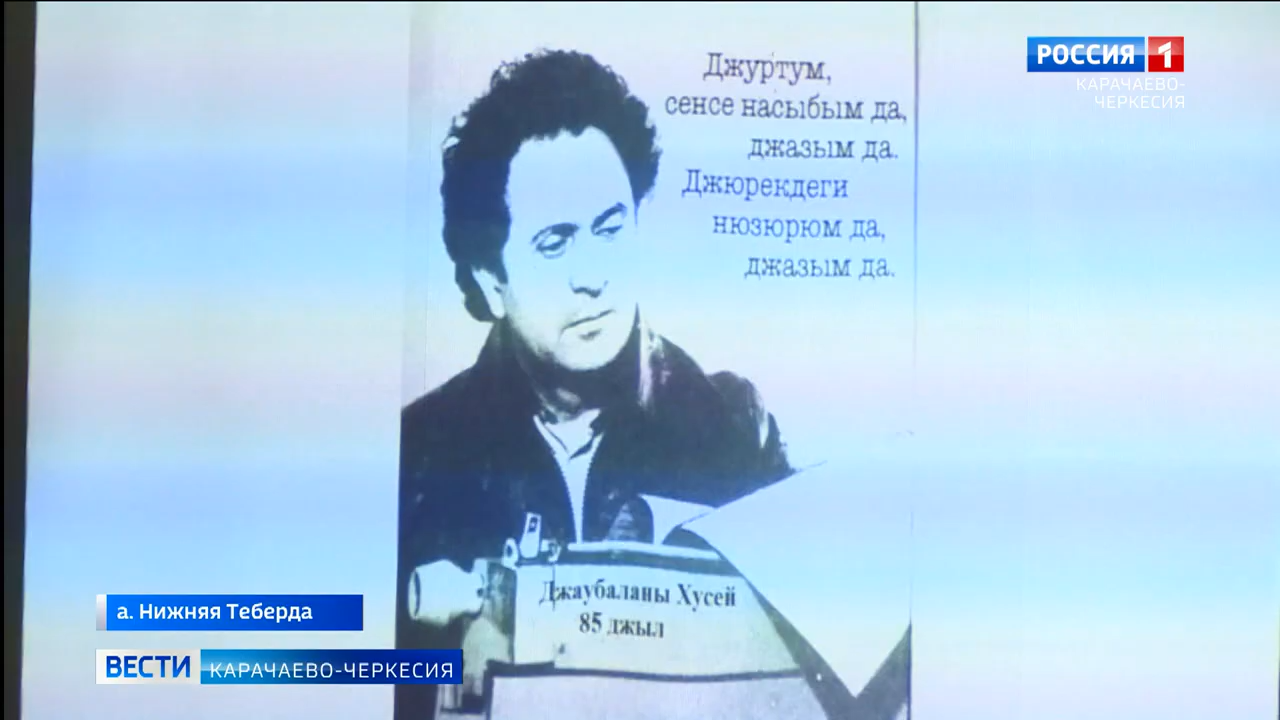 Джуртум,
сенсе насыбым да,
джазым да.
Джюрекдеги
нюзюрюм да,
джазым да.
РОССИЯ 1
КАРАЧАЕВО-
ЧЕРКЕСИЯ
Джаубаланы Хусей
85 джыл
а. Нижняя Теберда
ВЕСТИ КАРАЧАЕВО-ЧЕРКЕСИЯ